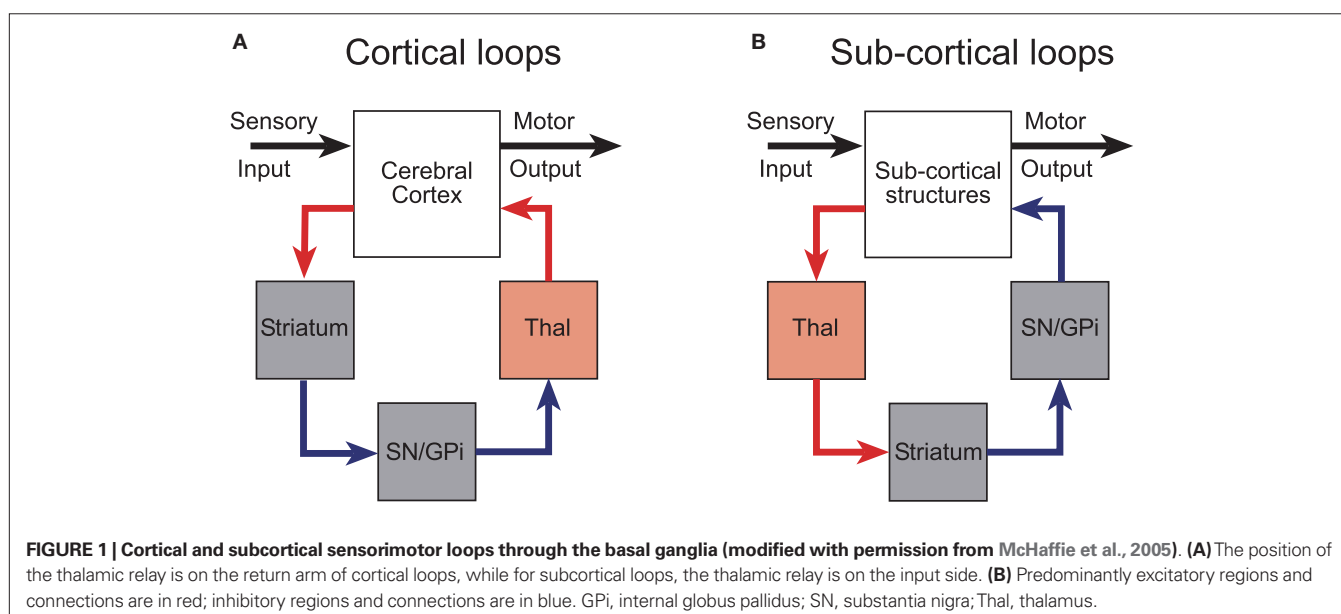 A
Cortical loops
Sensory
Input
Cerebral
Cortex
Motor
Output
Striatum
Thal
SN/GPi
B
Sub-cortical loops
Sensory
Input
Sub-cortical
structures
Motor
Output
Thal
SN/GPi
Striatum
FIGURE 1 | Cortical and subcortical sensorimotor loops through the basal ganglia (modified with permission from McHaffie et al., 2005). (A) The position of
the thalamic relay is on the return arm of cortical loops, while for subcortical loops, the thalamic relay is on the input side. (B) Predominantly excitatory regions and
connections are in red; inhibitory regions and connections are in blue. GPi, internal globus pallidus; SN, substantia nigra; Thal, thalamus.